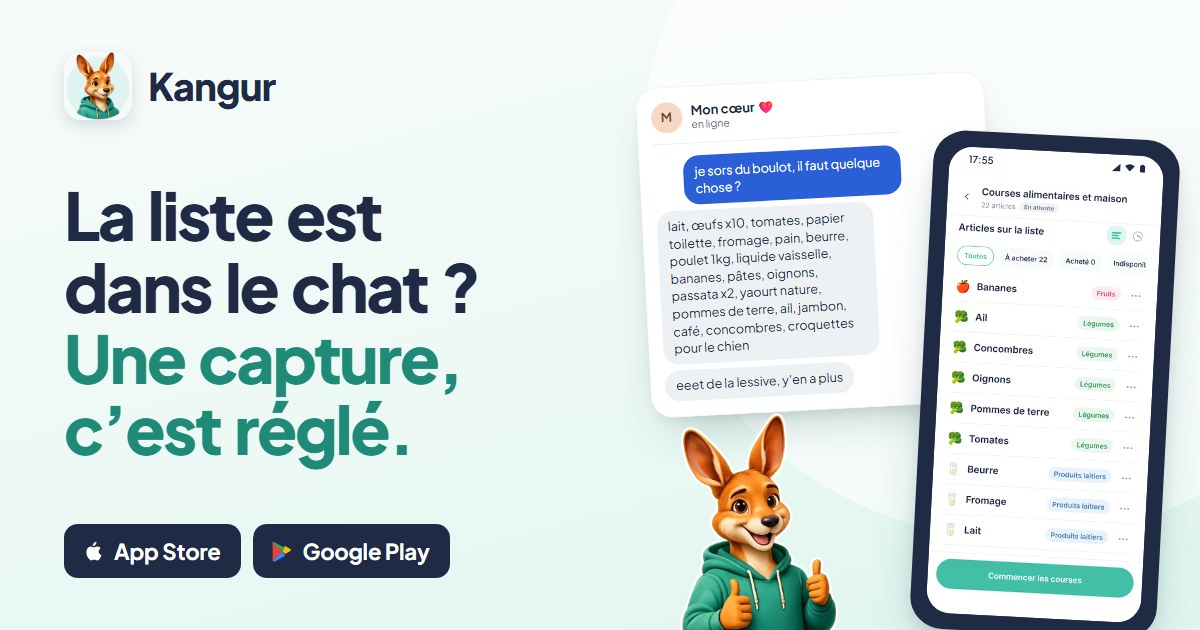 Kangur
La liste est
dans le chat ?
Une capture,
c’est réglé.
App Store
Google Play
M
Mon cœur ❤️
en ligne
je sors du boulot, il faut quelque
chose ?
lait, œufs x10, tomates, papier
toilette, fromage, pain, beurre,
poulet 1kg, liquide vaisselle,
bananes, pâtes, oignons,
passata x2, yaourt nature,
pommes de terre, ail, jambon,
café, concombres, croquettes
pour le chien
eeet de la lessive, y'en a plus
17:55
Courses alimentaires et maison
22 articles En attente
Articles sur la liste
Toutes À acheter 22 Acheté 0 Indisponil
Bananes Fruits
Ail Légumes
Concombres Légumes
Oignons Légumes
Pommes de terre Légumes
Tomates Légumes
Beurre Produits laitiers
Fromage Produits laitiers
Lait Produits laitiers
Commencer les courses